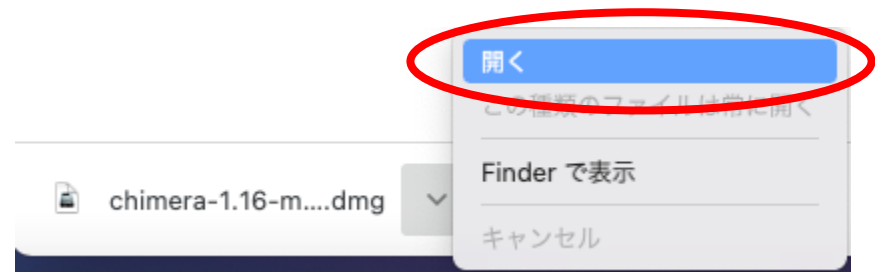 開く
この種類のファイルは常に開く
Finder で表示
キャンセル
chimera-1.16-m....dmg